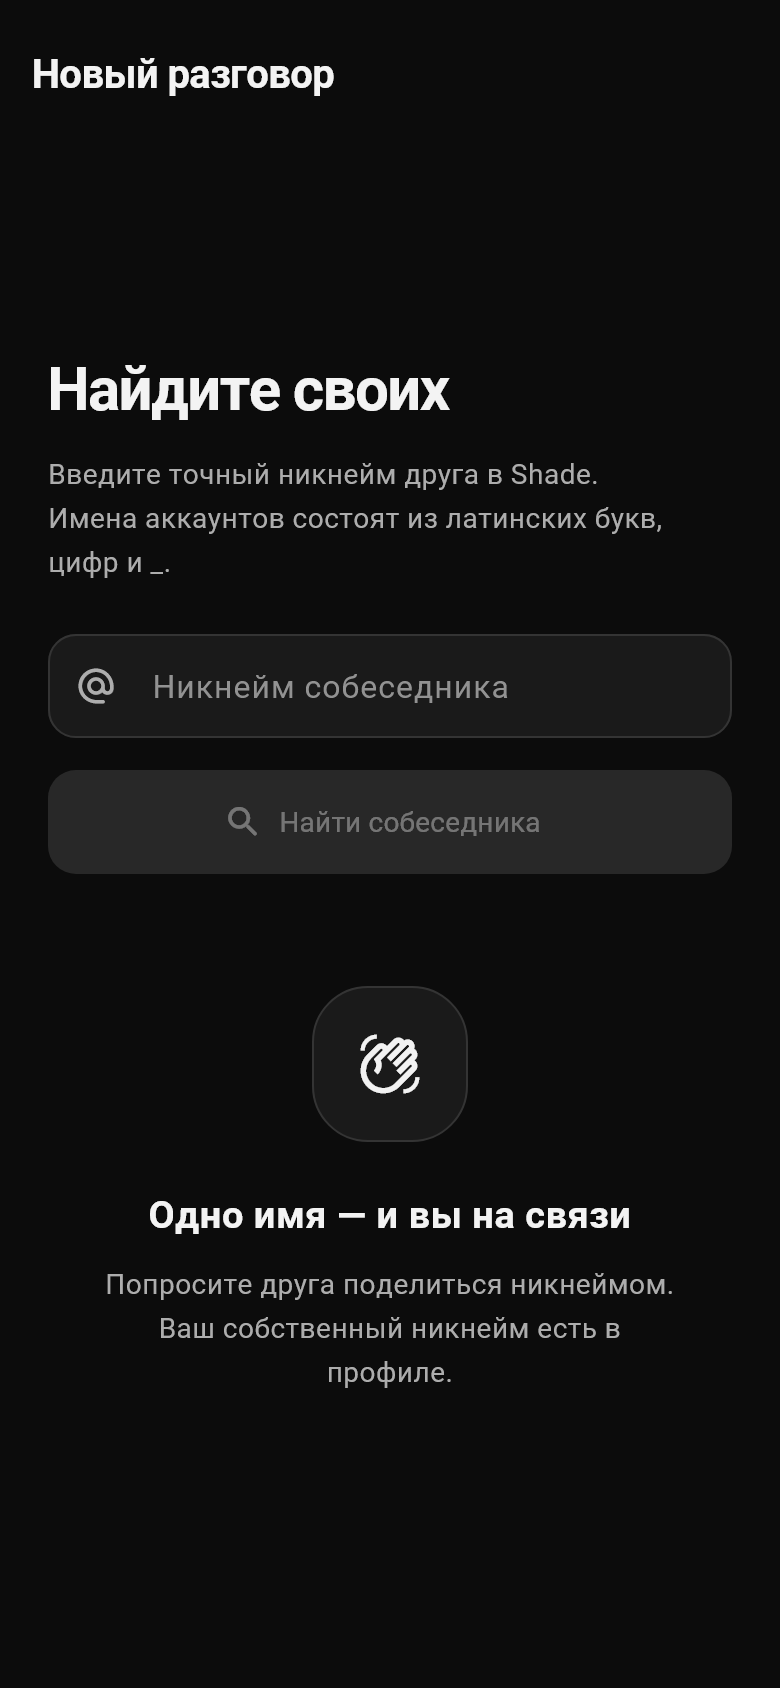 Новый разговор
Найдите своих
Введите точный никнейм друга в Shade.
Имена аккаунтов состоят из латинских букв,
цифр и _.
Никнейм собеседника
Найти собеседника
Одно имя — и вы на связи
Попросите друга поделиться никнеймом.
Ваш собственный никнейм есть в
профиле.